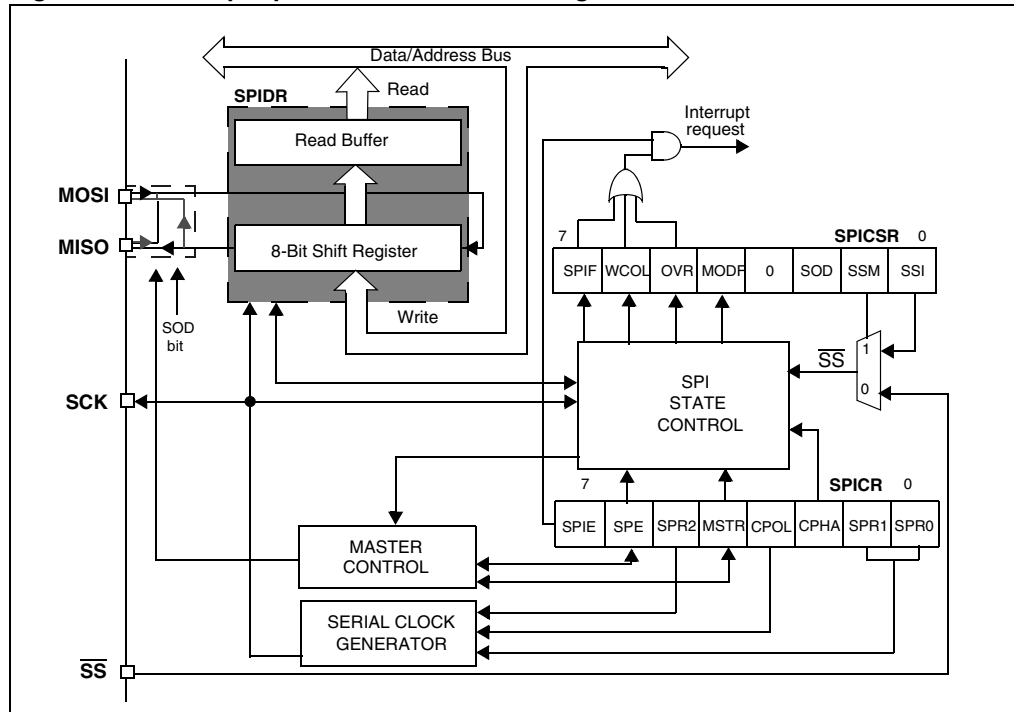 Data/Address Bus
SPIDR
Read
Read Buffer
Interrupt
request
MOSI
MISO
8-Bit Shift Register
7 SPICSR 0
SPIF WCOL OVR MODF 0 SOD SSM SSI
Write
SOD
bit
SS
1
0
SCK
SPI
STATE
CONTROL
7 SPICR 0
SPIE SPE SPR2 MSTR CPOL CPHA SPR1 SPR0
MASTER
CONTROL
SERIAL CLOCK
GENERATOR
SS